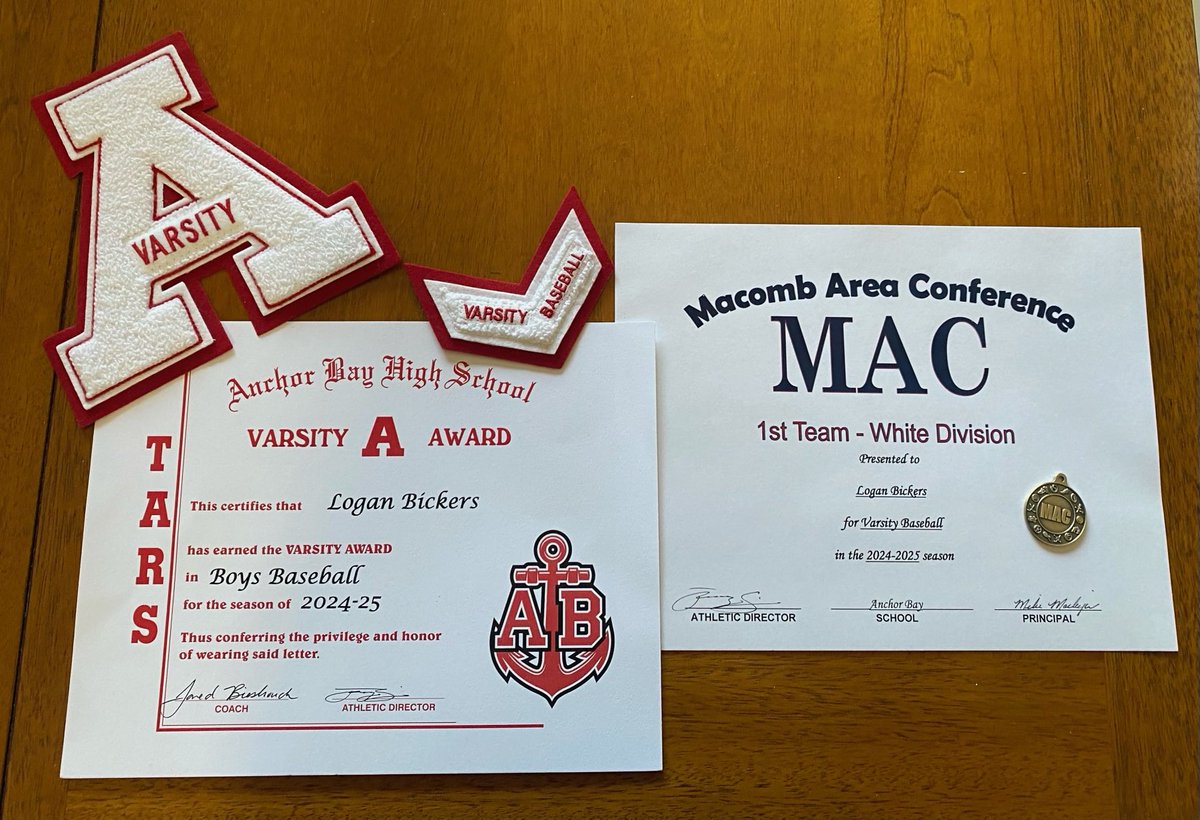 A
VARSITY
VARSITY BASEBALL
Anchor Bay High School
VARSITY A AWARD
TARS
This certifies that Logan Bickers
has earned the VARSITY AWARD
in Boys Baseball
for the season of 2024-25
Thus conferring the privilege and honor
of wearing said letter.
COACH
ATHLETIC DIRECTOR
AB
Macomb Area Conference
MAC
1st Team - White Division
Presented to
Logan Bickers
for Varsity Baseball
in the 2024-2025 season
MAC
ATHLETIC DIRECTOR
Anchor Bay
SCHOOL
PRINCIPAL